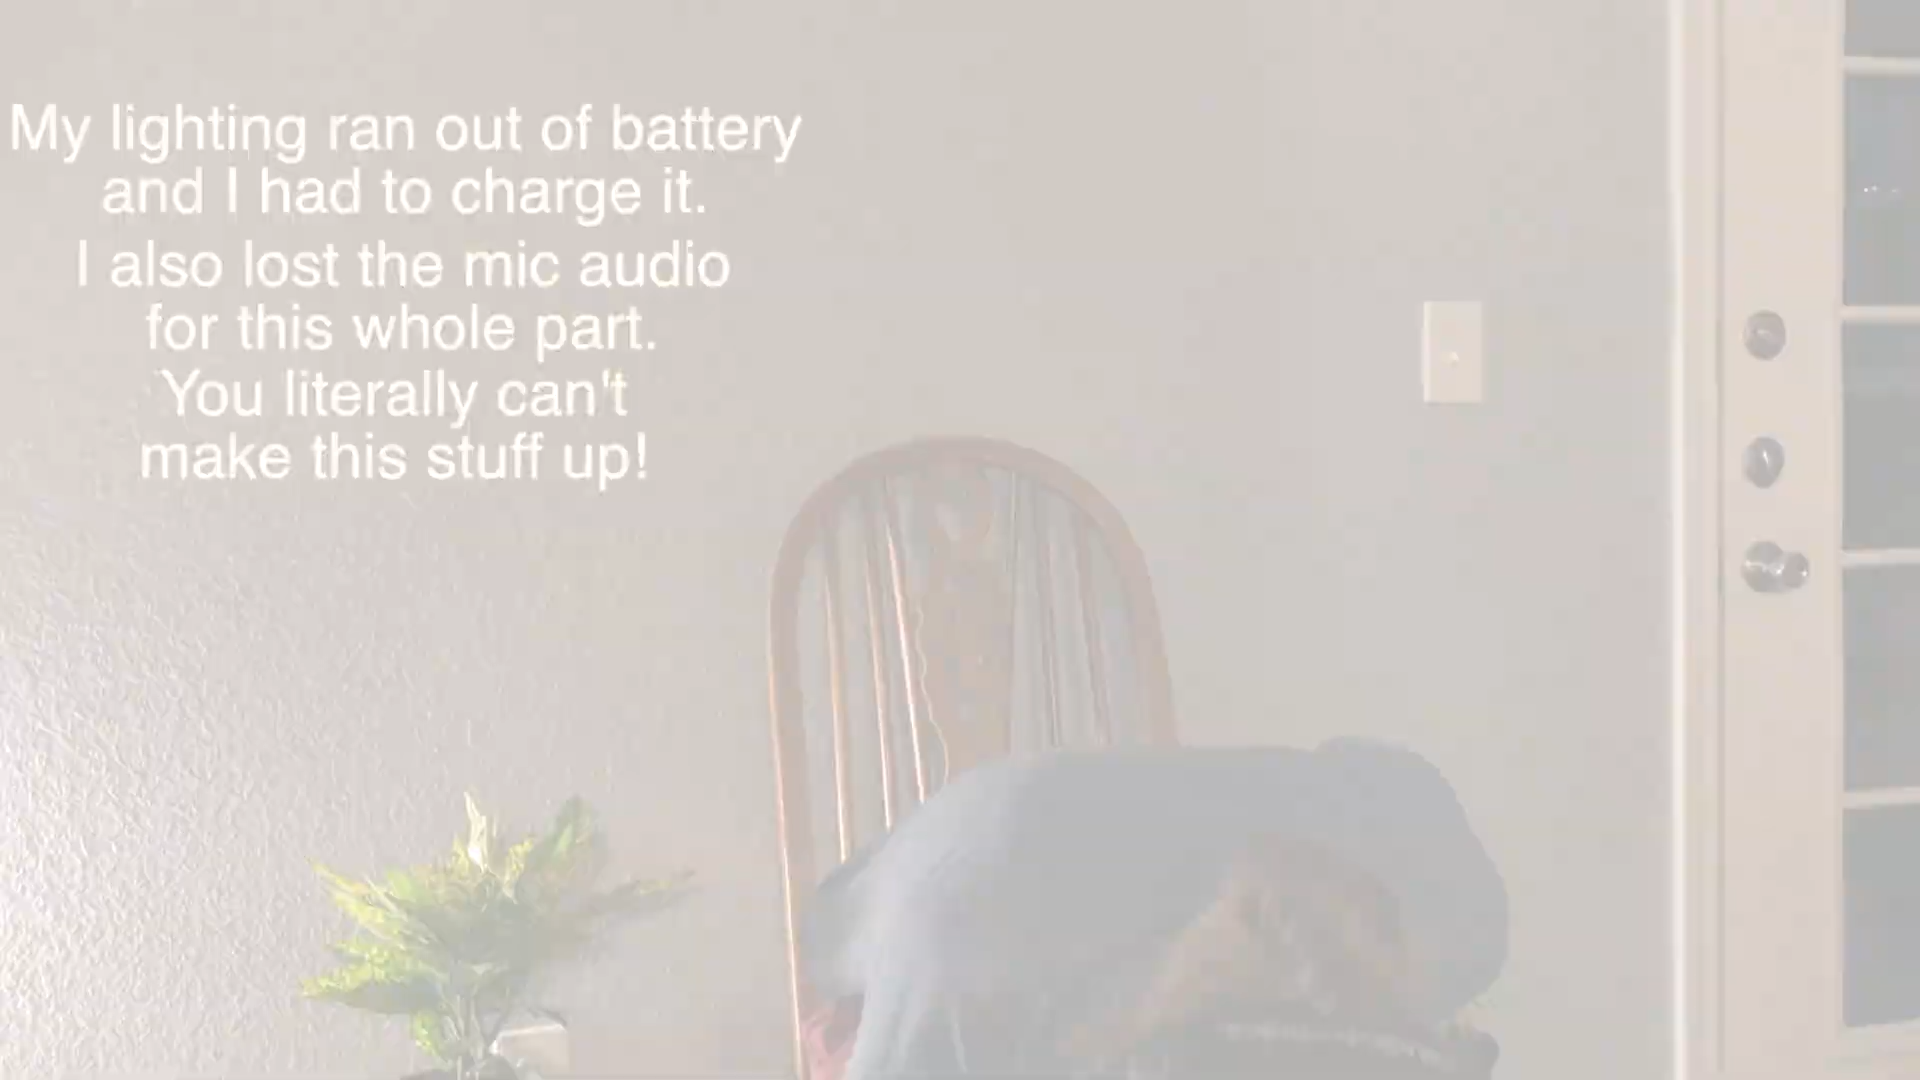 My lighting ran out of battery
and I had to charge it.
I also lost the mic audio
for this whole part.
You literally can't
make this stuff up!